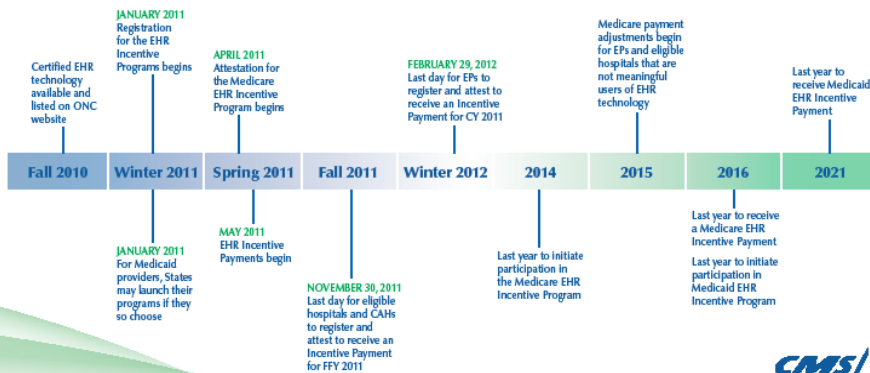 JANUARY 2011
Registration
for the EHR
Incentive
Programs begins
Certified EHR
technology
available and
listed on ONC
website
APRIL 2011
Attestation for
the Medicare
EHR Incentive
Program begins
FEBRUARY 29, 2012
Last day for EPs to
register and attest to
receive an Incentive
Payment for CY 2011
Medicare payment
adjustments begin
for EPs and eligible
hospitals that are
not meaningful
users of EHR
technology
Last year to
receive Medicaid
EHR Incentive
Payment
Fall 2010 Winter 2011 Spring 2011 Fall 2011 Winter 2012 2014 2015 2016 2021
JANUARY 2011
For Medicaid
providers, States
may launch their
programs if they
so choose
MAY 2011
EHR Incentive
Payments begin
NOVEMBER 30, 2011
Last day for eligible
hospitals and CAHs
to register and
attest to receive an
Incentive Payment
for FFY 2011
Last year to initiate
participation in
the Medicare EHR
Incentive Program
Last year to receive
a Medicare EHR
Incentive Payment
Last year to initiate
participation in
Medicaid EHR
Incentive Program
CMS